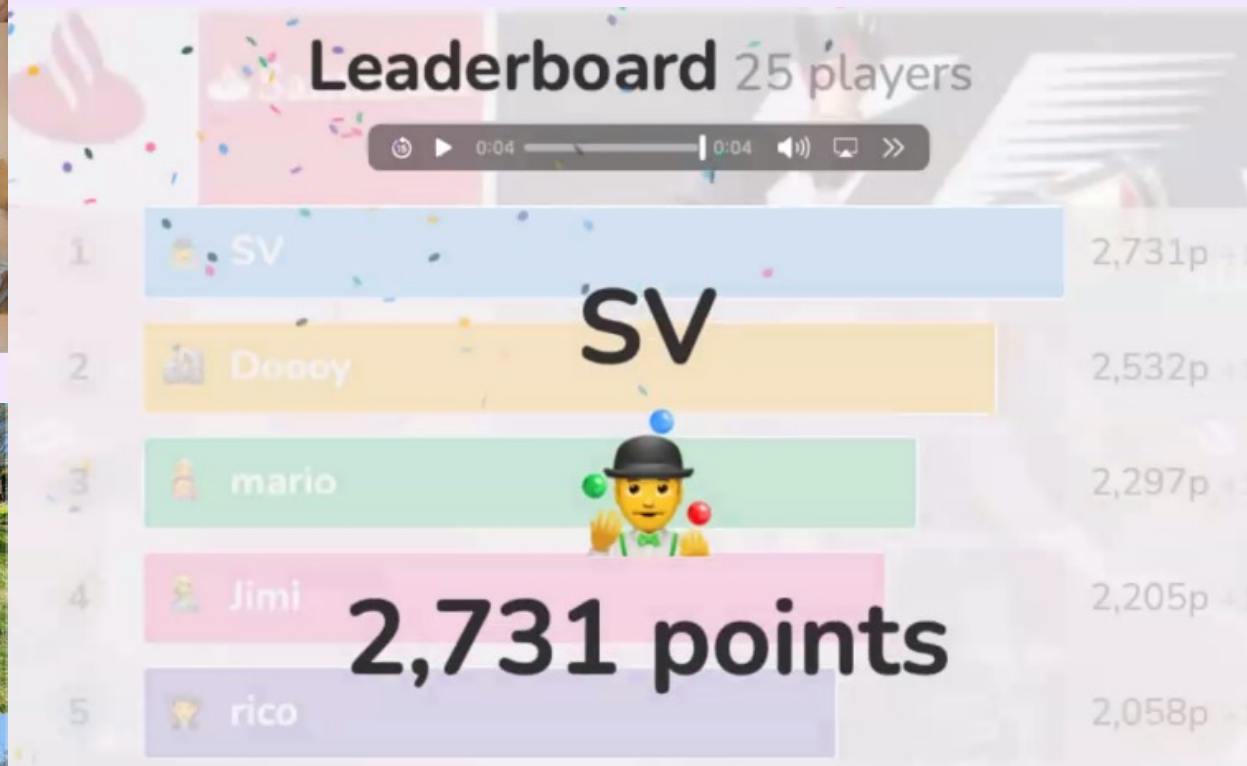 Leaderboard 25 players
0:04 0:04
1 SV 2,731p
SV
2 Doooy 2,532p
3 mario 2,297p
4 Jimi 2,205p
2,731 points
5 rico 2,058p